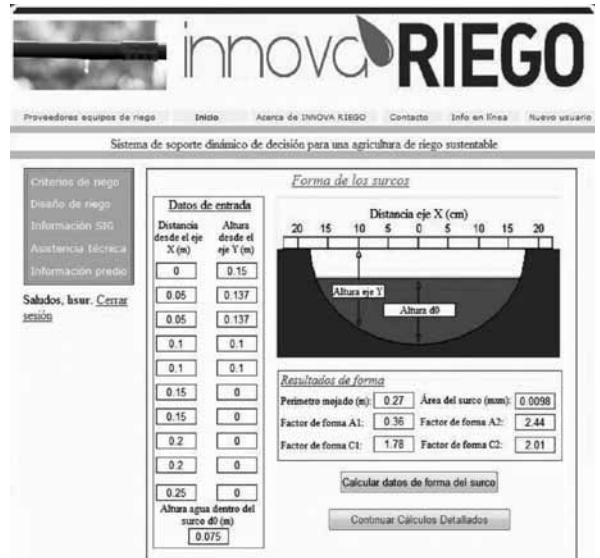 innovaRIEGO
Proveedores equipos de riego Inicio Acerca de INNOVA RIEGO Contacto Info en línea Nuevo usuario
Sistema de soporte dinámico de decisión para una agricultura de riego sustentable
Criterios de riego
Diseño de riego
Información SIG
Asistencia técnica
Información predio
Saludos, hsur. Cerrar
sesión
Datos de entrada
Distancia desde el eje X (m) Altura desde el eje Y (m)
0 0.15
0.05 0.137
0.05 0.137
0.1 0.1
0.1 0.1
0.15 0
0.15 0
0.2 0
0.2 0
0.25 0
Altura agua dentro del
surco d0 (m)
0.075
Forma de los surcos
Distancia eje X (cm)
20 15 10 5 0 5 10 15 20
Altura eje Y
Altura d0
Resultados de forma
Perimetro mojado (m): 0.27 Área del surco (mm): 0.0098
Factor de forma A1: 0.36 Factor de forma A2: 2.44
Factor de forma C1: 1.78 Factor de forma C2: 2.01
Calcular datos de forma del surco
Continuar Cálculos Detallados